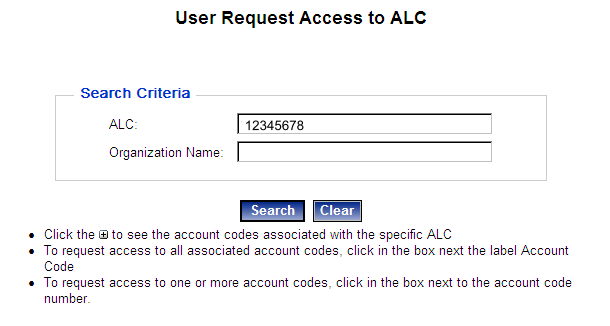 User Request Access to ALC
Search Criteria
ALC: 12345678
Organization Name:
Search Clear
• Click the ⊞ to see the account codes associated with the specific ALC
• To request access to all associated account codes, click in the box next the label Account
Code
• To request access to one or more account codes, click in the box next to the account code
number.